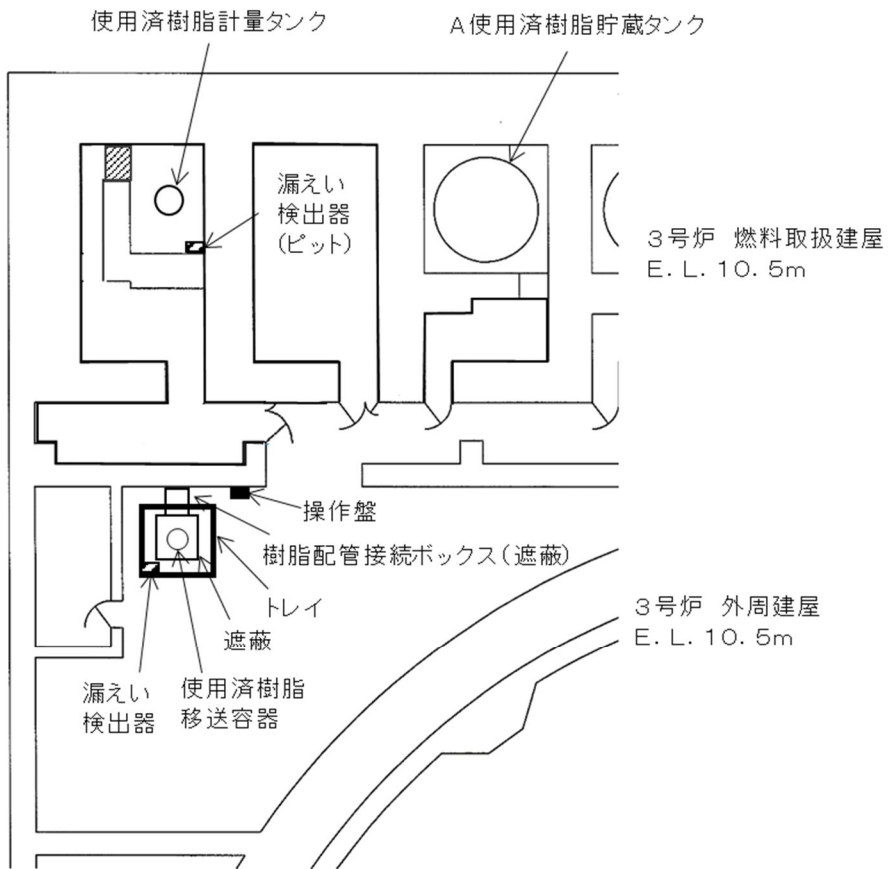 使用済樹脂計量タンク
A使用済樹脂貯蔵タンク
漏えい
検出器
(ピット)
3号炉 燃料取扱建屋
E.L.10.5m
操作盤
樹脂配管接続ボックス(遮蔽)
トレイ
遮蔽
3号炉 外周建屋
E.L.10.5m
漏えい
検出器
使用済樹脂
移送容器